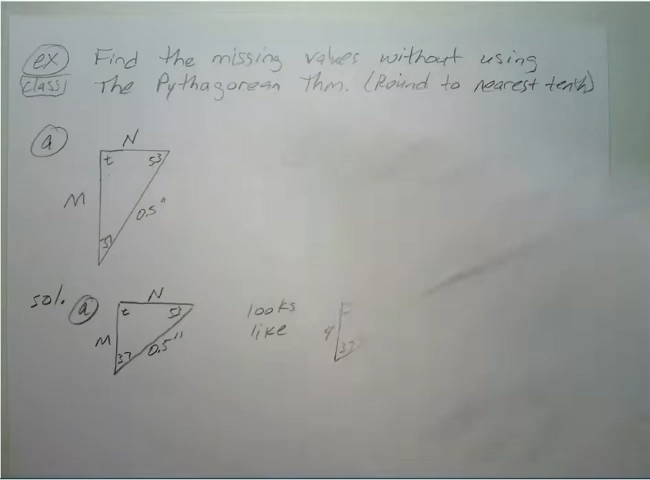 ex Find the missing values without using
class The Pythagorean Thm. (Round to nearest tenth)
a
N
t 53
M
0.5"
37
sol. a N looks
t 53 like
M 0.5" 4
37 37